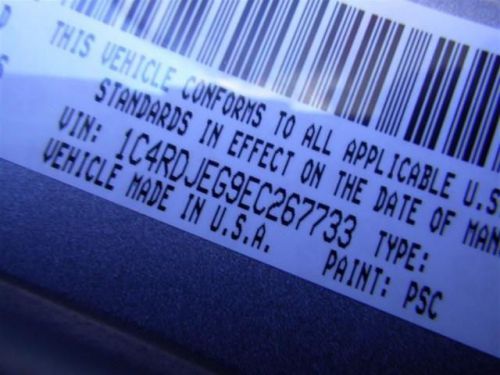 THIS VEHICLE CONFORMS TO ALL APPLICABLE U.S
STANDARDS IN EFFECT ON THE DATE OF MAN
VIN: 1C4RDJEG9EC267733 TYPE:
VEHICLE MADE IN U.S.A. PAINT: PSC